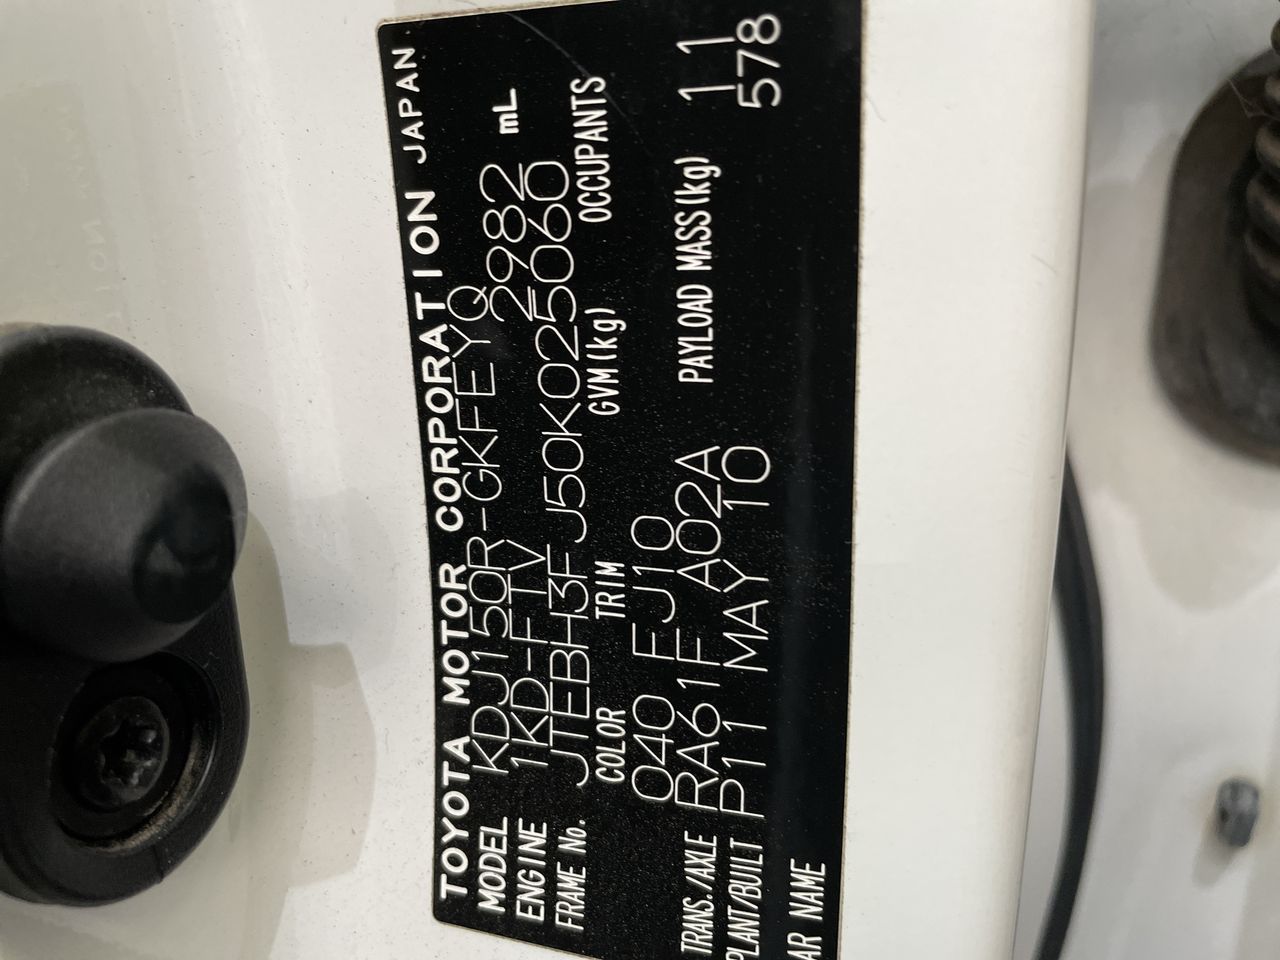 TOYOTA MOTOR CORPORATION JAPAN
MODEL KDJ150R-GKFEYQ
ENGINE 1KD-FTV 2982 mL
FRAME No. JTEBH3FJ50K025060
COLOR TRIM GVM(kg) OCCUPANTS
040 FJ10
TRANS./AXLE RA61F A02A PAYLOAD MASS(kg) 11
PLANT/BUILT P11 MAY 10 578
AR NAME